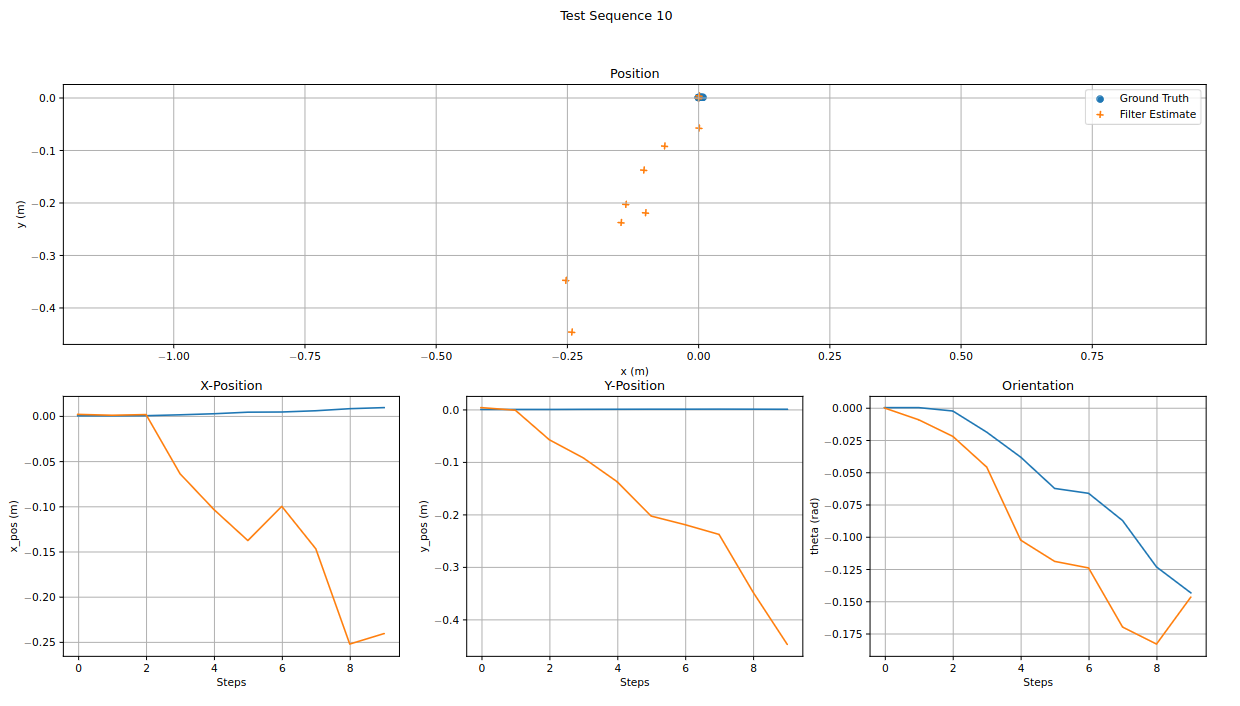 Test Sequence 10
Position
Ground Truth
Filter Estimate
y (m)
0.0
−0.1
−0.2
−0.3
−0.4
−1.00 −0.75 −0.50 −0.25 0.00 0.25 0.50 0.75
x (m)
X-Position
x_pos (m)
0.00
−0.05
−0.10
−0.15
−0.20
−0.25
0 2 4 6 8
Steps
Y-Position
y_pos (m)
0.0
−0.1
−0.2
−0.3
−0.4
0 2 4 6 8
Steps
Orientation
theta (rad)
0.000
−0.025
−0.050
−0.075
−0.100
−0.125
−0.150
−0.175
0 2 4 6 8
Steps